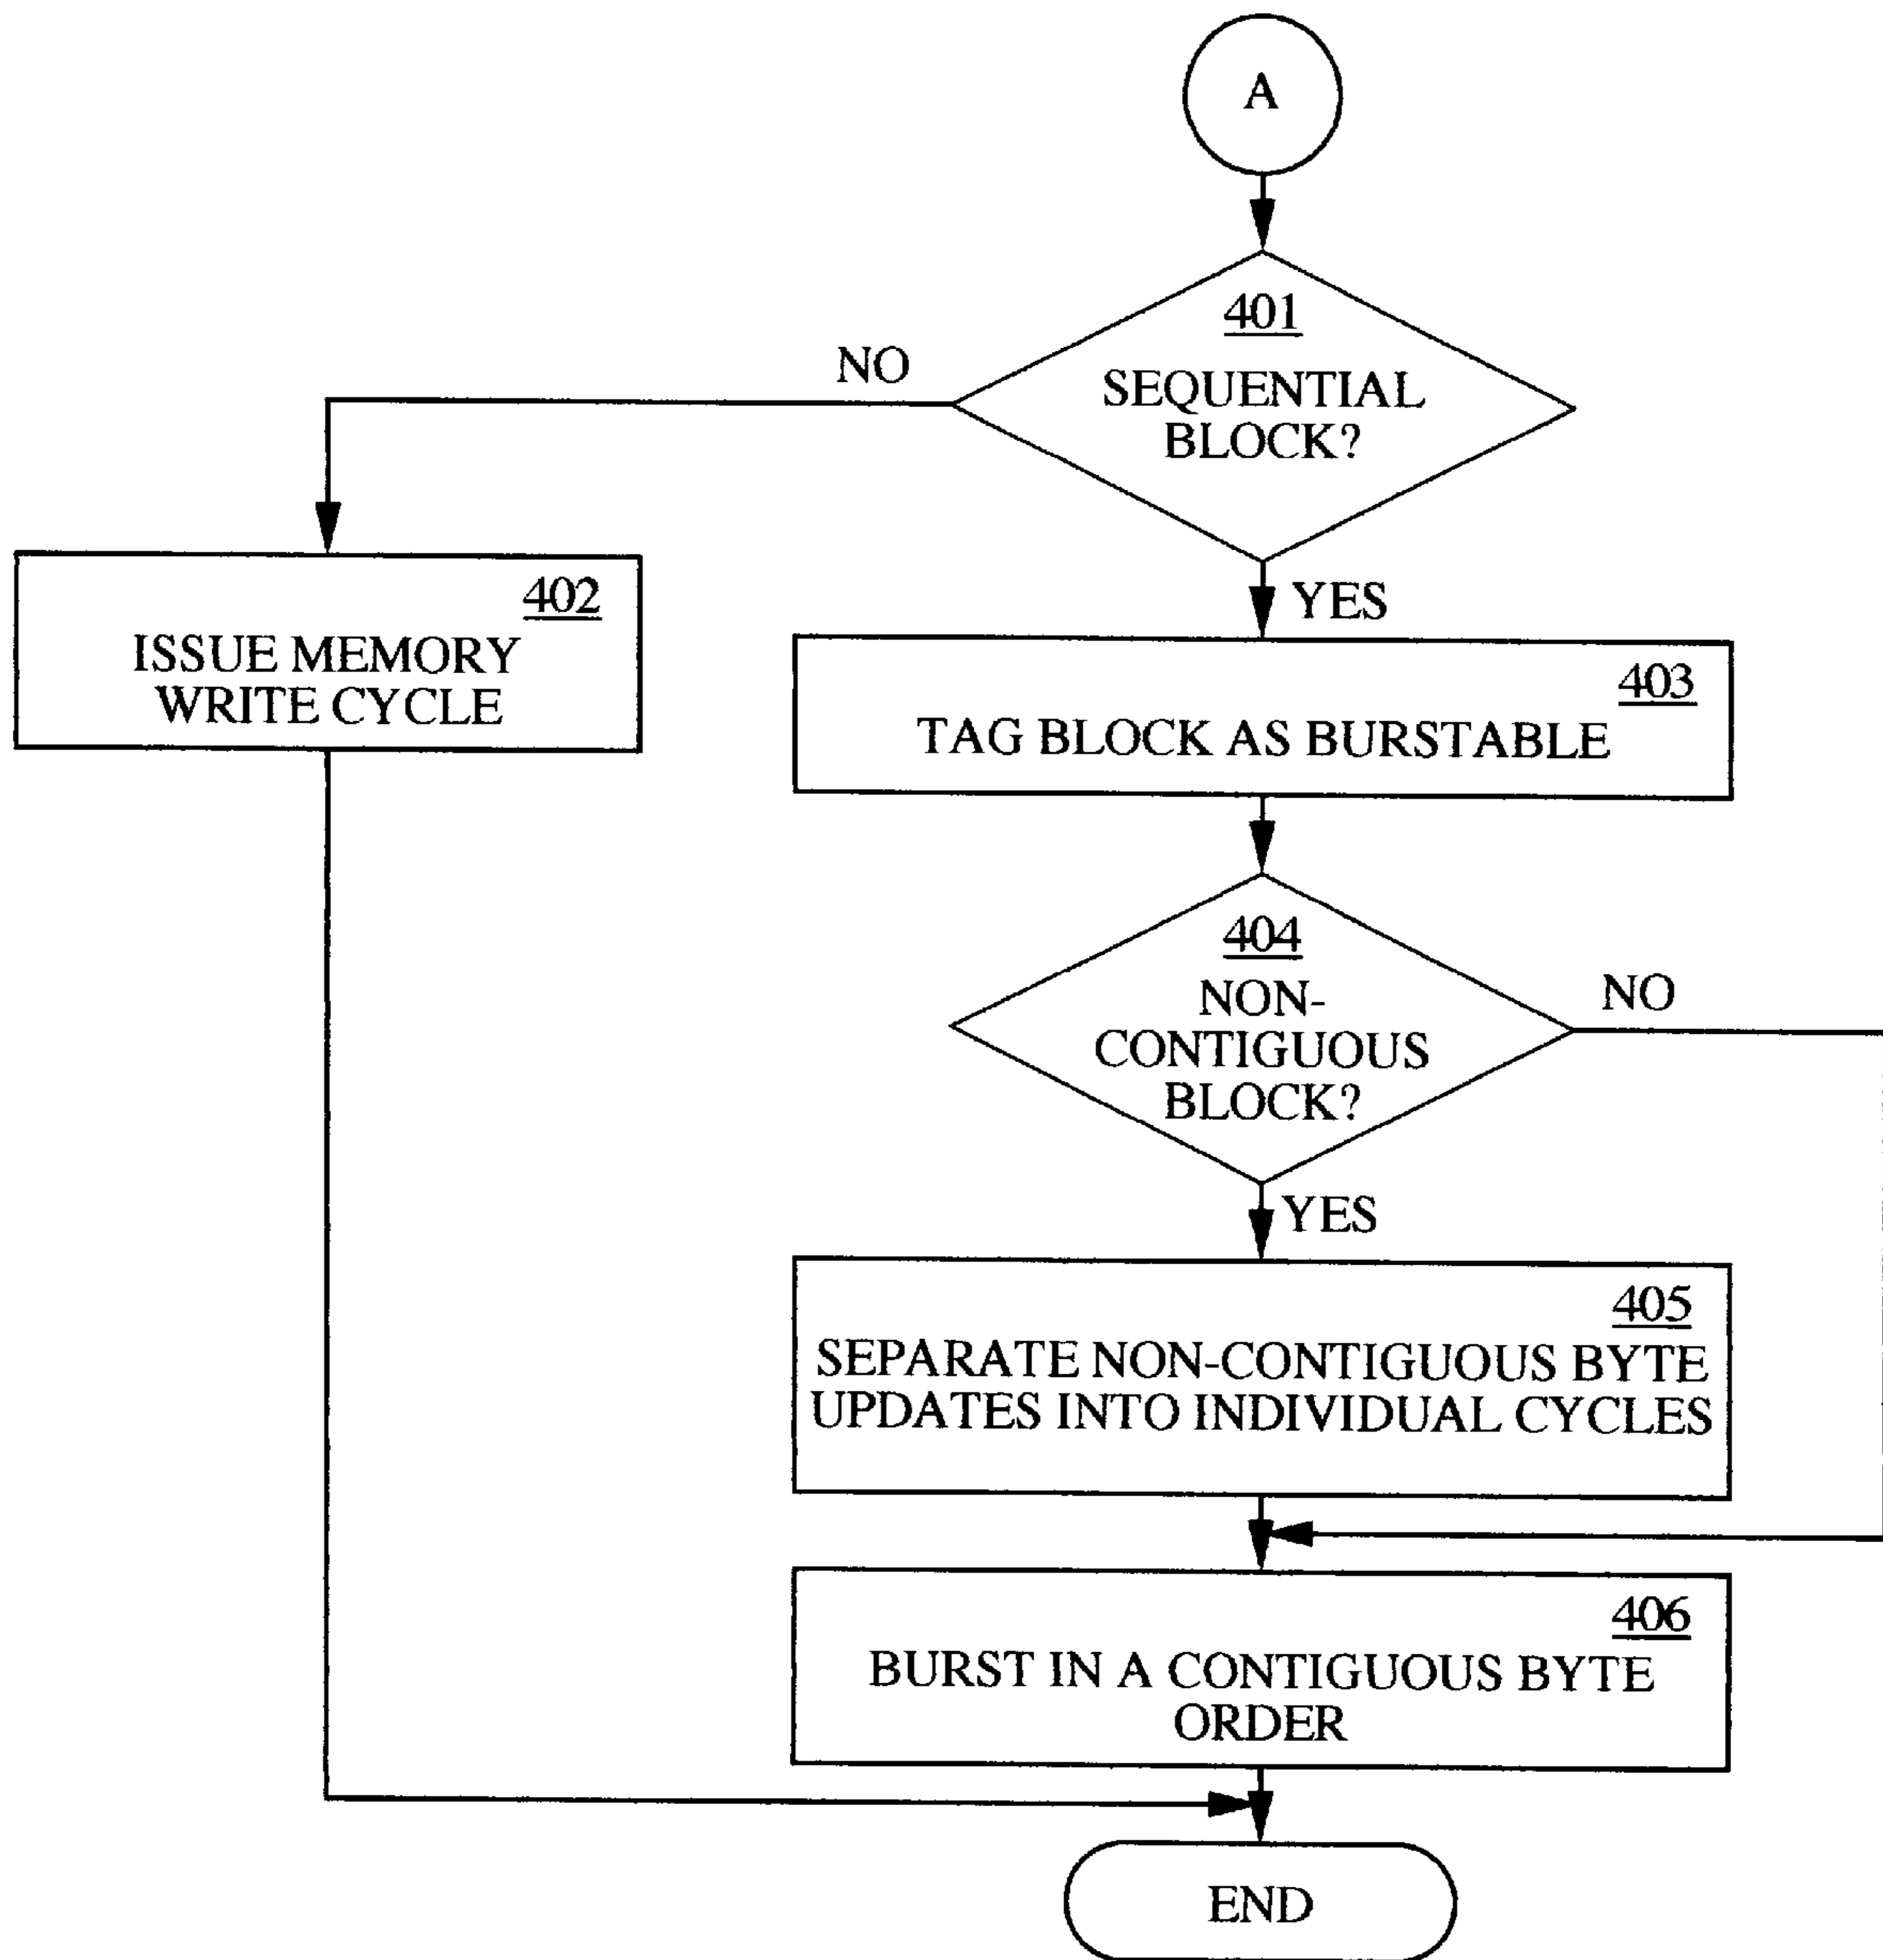 A
401
SEQUENTIAL
BLOCK?
NO
YES
402
ISSUE MEMORY
WRITE CYCLE
403
TAG BLOCK AS BURSTABLE
404
NON-
CONTIGUOUS
BLOCK?
NO
YES
405
SEPARATE NON-CONTIGUOUS BYTE
UPDATES INTO INDIVIDUAL CYCLES
406
BURST IN A CONTIGUOUS BYTE
ORDER
END